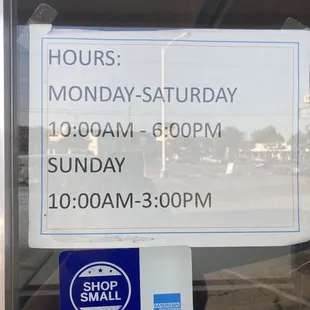 HOURS:
MONDAY-SATURDAY
10:00AM - 6:00PM
SUNDAY
10:00AM-3:00PM
SHOP
SMALL